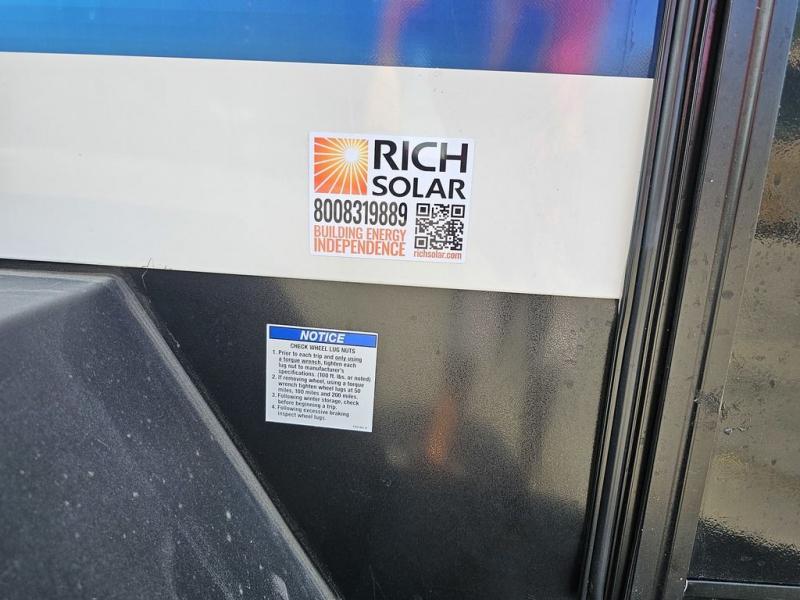 RICH
SOLAR
8008319889
BUILDING ENERGY
INDEPENDENCE
richsolar.com
NOTICE
CHECK WHEEL LUG NUTS
1. Prior to each trip and only using
a torque wrench, tighten each
lug nut to manufacturer's
specifications. (100 ft. lbs. or noted)
2. If removing wheel, using a torque
wrench tighten wheel lugs at 50
miles, 100 miles and 200 miles.
3. Following winter storage, check
before beginning a trip.
4. Following excessive braking
inspect wheel lugs.